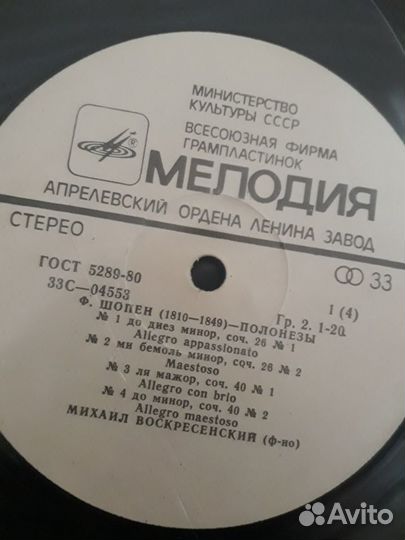 МИНИСТЕРСТВО
КУЛЬТУРЫ СССР
ВСЕСОЮЗНАЯ ФИРМА
ГРАМПЛАСТИНОК
®
МЕЛОДИЯ
АПРЕЛЕВСКИЙ ОРДЕНА ЛЕНИНА ЗАВОД
СТЕРЕО
33
ГОСТ 5289-80
1 (4)
33С—04553
Гр. 2. 1-20.
Ф. ШОПЕН (1810—1849)—ПОЛОНЕЗЫ
№ 1 до диез минор, соч. 26 № 1
Allegro appassionato
№ 2 ми бемоль минор, соч. 26 № 2
Maestoso
№ 3 ля мажор, соч. 40 № 1
Allegro con brio
№ 4 до минор, соч. 40 № 2
Allegro maestoso
МИХАИЛ ВОСКРЕСЕНСКИЙ (ф-но)
Avito